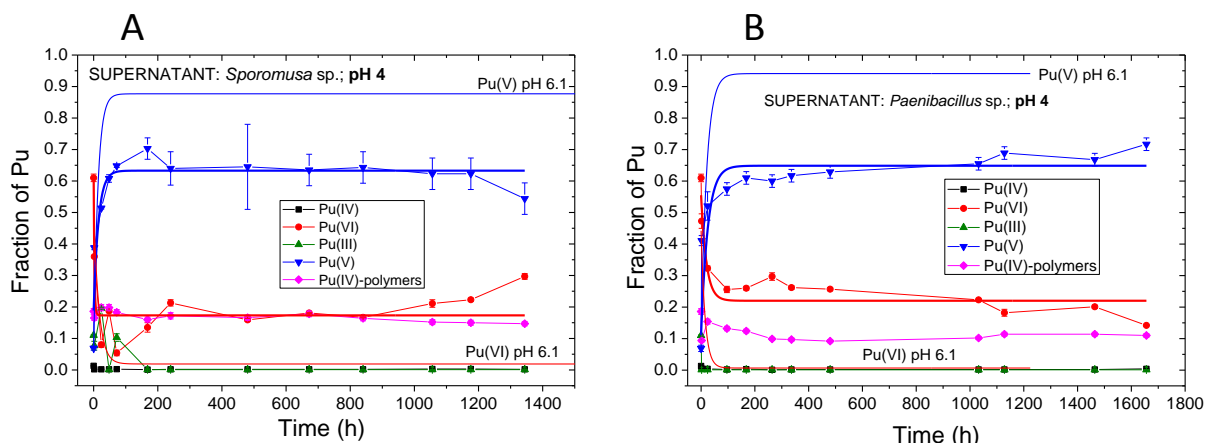 A
1.0
0.9
0.8
0.7
0.6
0.5
0.4
0.3
0.2
0.1
0.0
Fraction of Pu
SUPERNATANT: Sporomusa sp.; pH 4
Pu(V) pH 6.1
Pu(IV)
Pu(VI)
Pu(III)
Pu(V)
Pu(IV)-polymers
Pu(VI) pH 6.1
0 200 400 600 800 1000 1200 1400
Time (h)
B
1.0
0.9
0.8
0.7
0.6
0.5
0.4
0.3
0.2
0.1
0.0
Fraction of Pu
Pu(V) pH 6.1
SUPERNATANT: Paenibacillus sp.; pH 4
Pu(IV)
Pu(VI)
Pu(III)
Pu(V)
Pu(IV)-polymers
Pu(VI) pH 6.1
0 200 400 600 800 1000 1200 1400 1600 1800
Time (h)